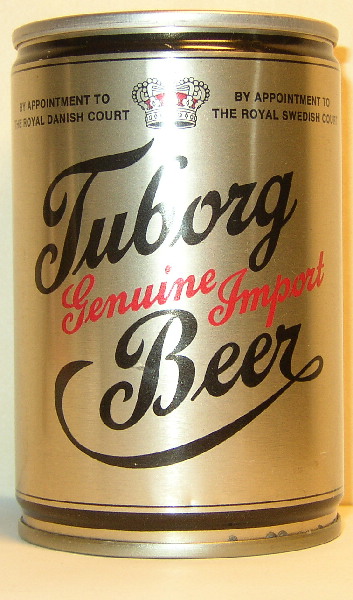 BY APPOINTMENT TO
THE ROYAL DANISH COURT
BY APPOINTMENT TO
THE ROYAL SWEDISH COURT
Tuborg
Genuine Import
Beer